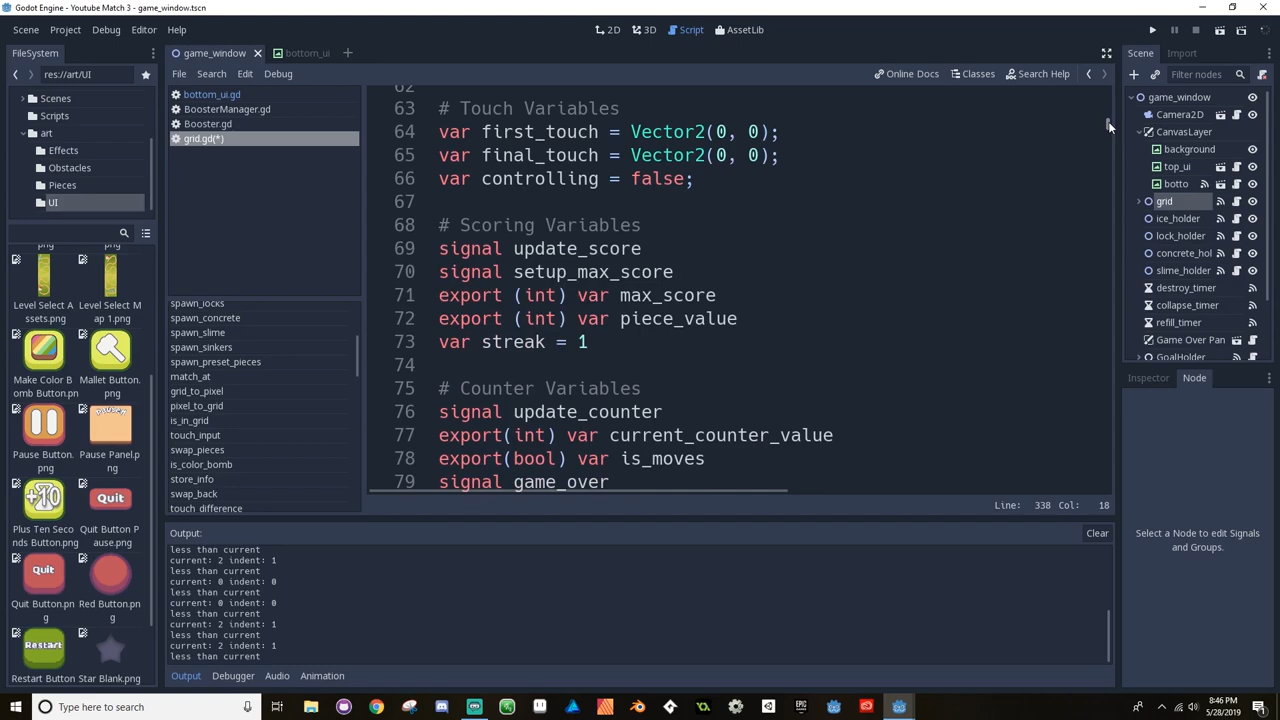 Godot Engine - Youtube Match 3 - game_window.tscn
Scene Project Debug Editor Help
2D 3D Script AssetLib
FileSystem
res://art/UI
Scenes
Scripts
art
Effects
Obstacles
Pieces
UI
png png
Level Select A
ssets.png
Level Select M
ap 1.png
Make Color B
omb Button.pn
g
Mallet Button.
png
Pause Button.
png
Pause Panel.p
ng
Plus Ten Seco
nds Button.png
Quit Button P
ause.png
Quit Button.pn
g
Red Button.pn
g
Restart Button
Star Blank.png
game_window
bottom_ui
File Search Edit Debug
Online Docs Classes Search Help
bottom_ui.gd
BoosterManager.gd
Booster.gd
grid.gd(*)
spawn_locks
spawn_concrete
spawn_slime
spawn_sinkers
spawn_preset_pieces
match_at
grid_to_pixel
pixel_to_grid
is_in_grid
touch_input
swap_pieces
is_color_bomb
store_info
swap_back
touch_difference
62
63 # Touch Variables
64 var first_touch = Vector2(0, 0);
65 var final_touch = Vector2(0, 0);
66 var controlling = false;
67
68 # Scoring Variables
69 signal update_score
70 signal setup_max_score
71 export (int) var max_score
72 export (int) var piece_value
73 var streak = 1
74
75 # Counter Variables
76 signal update_counter
77 export(int) var current_counter_value
78 export(bool) var is_moves
79 signal game_over
Line: 338 Col: 18
Output:
Clear
less than current
current: 2 indent: 1
less than current
current: 0 indent: 0
less than current
current: 0 indent: 0
less than current
current: 2 indent: 1
less than current
current: 2 indent: 1
less than current
Output Debugger Audio Animation
Scene Import
Filter nodes
game_window
Camera2D
CanvasLayer
background
top_ui
botto
grid
ice_holder
lock_holder
concrete_hol
slime_holder
destroy_timer
collapse_timer
refill_timer
Game Over Pan
GoalHolder
Inspector Node
Select a Node to edit Signals
and Groups.
Type here to search
8:46 PM
5/28/2019